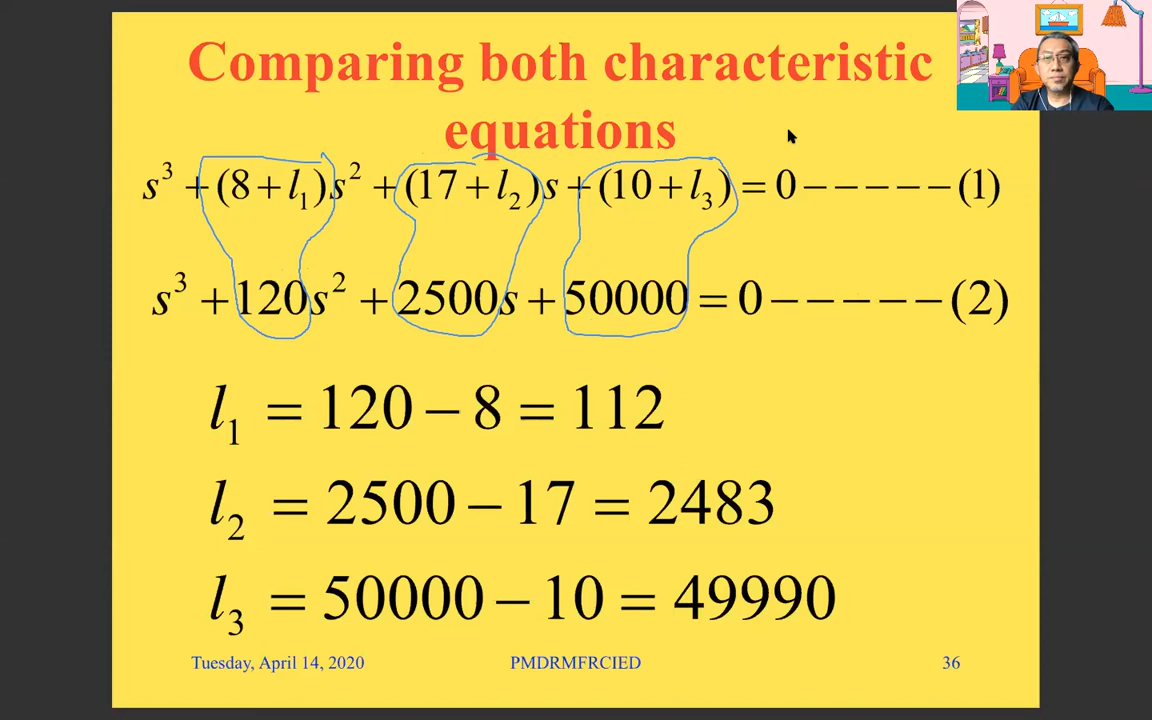 Comparing both characteristic
equations
s³ + (8 + l₁)s² + (17 + l₂)s + (10 + l₃) = 0 − − − − − (1)
s³ + 120s² + 2500s + 50000 = 0 − − − − − (2)
l₁ = 120 − 8 = 112
l₂ = 2500 − 17 = 2483
l₃ = 50000 − 10 = 49990
Tuesday, April 14, 2020 PMDRMFRCIED 36